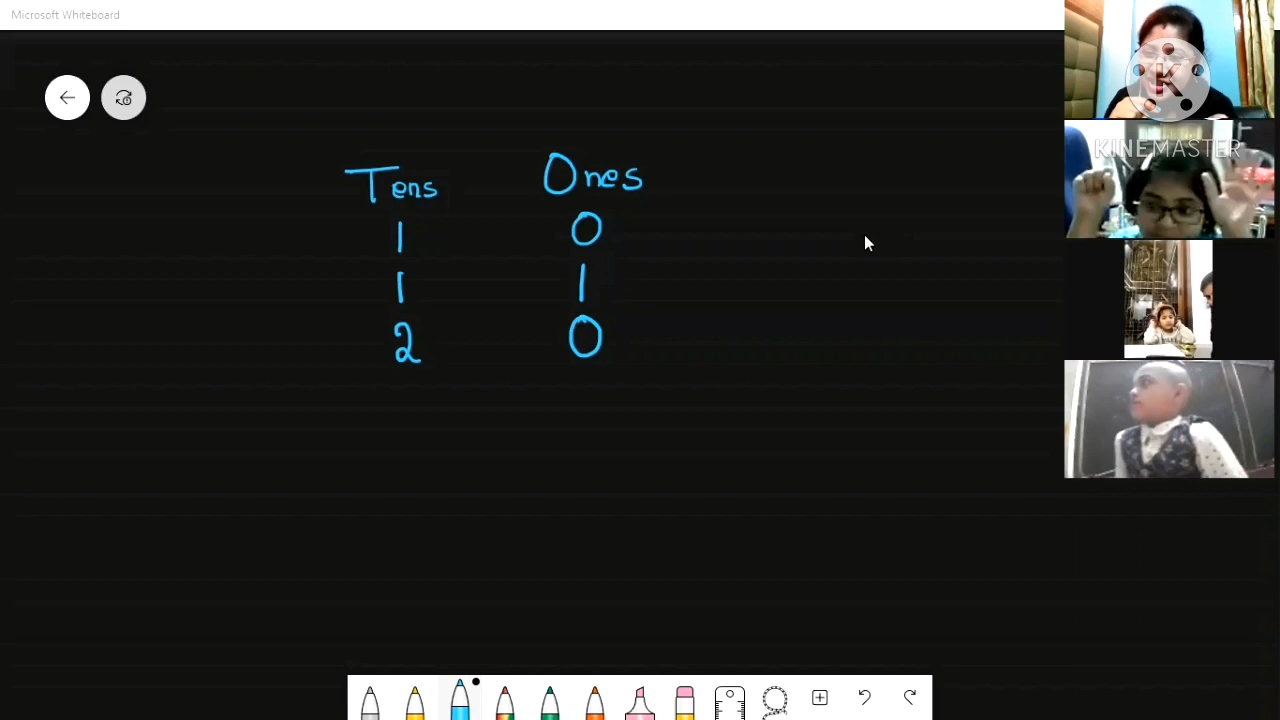 Microsoft Whiteboard
KINEMASTER
Tens Ones
1 0
1 1
2 0